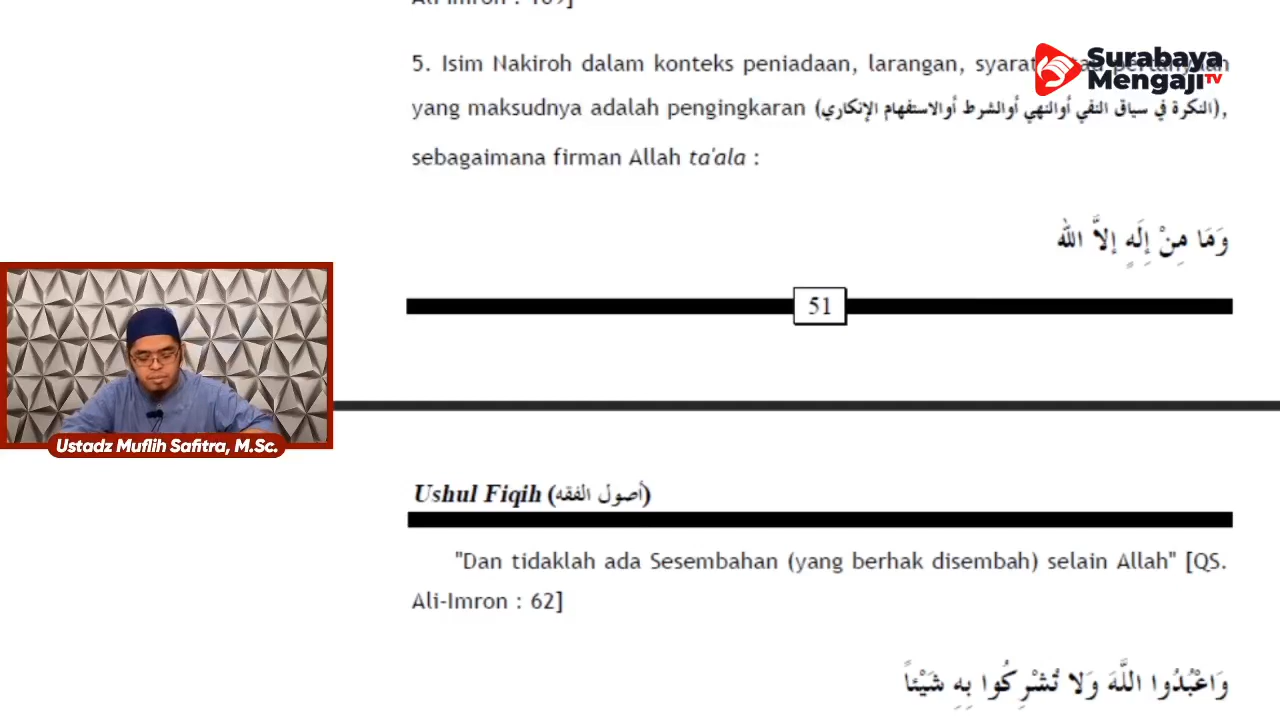 5. Isim Nakiroh dalam konteks peniadaan, larangan, syarat
Surabaya
Mengaji TV
yang maksudnya adalah pengingkaran (النكرة في سياق النفي أوالنهي أوالشرط أوالاستفهام الإنكاري),
sebagaimana firman Allah ta'ala :
وَمَا مِنْ إِلَهٍ إِلاَّ الله
51
Ustadz Muflih Safitra, M.Sc.
Ushul Fiqih (أصول الفقه)
"Dan tidaklah ada Sesembahan (yang berhak disembah) selain Allah" [QS.
Ali-Imron : 62]
وَاعْبُدُوا اللَّهَ وَلا تُشْرِكُوا بِهِ شَيْئاً